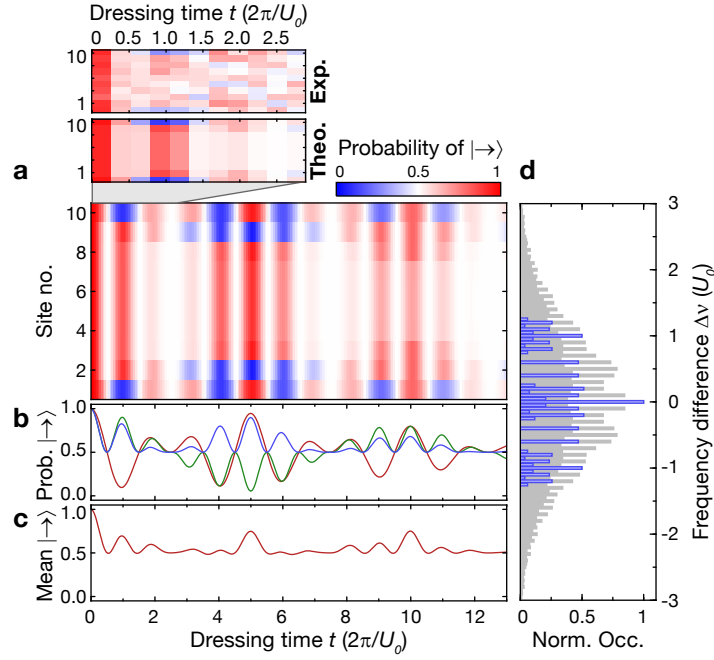 Dressing time t (2π/U₀)
0 0.5 1.0 1.5 2.0 2.5
10
1
Exp.
1
10
Theo.
a
Probability of |→⟩
0 0.5 1
d
10
8
6
4
2
Site no.
b
1.0
0.5
0.0
Prob. |→⟩
c
1.0
0.5
0.0
Mean |→⟩
0 2 4 6 8 10 12
Dressing time t (2π/U₀)
3
2
1
0
-1
-2
-3
Frequency difference Δν (U₀)
0 0.5 1
Norm. Occ.